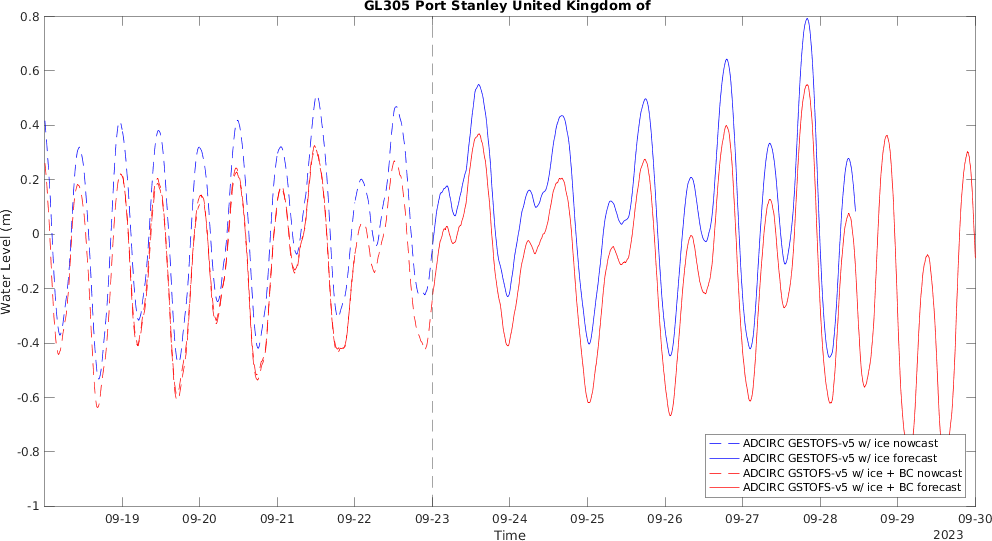 GL305 Port Stanley United Kingdom of
0.8
0.6
0.4
0.2
0
-0.2
-0.4
-0.6
-0.8
-1
Water Level (m)
ADCIRC GESTOFS-v5 w/ ice nowcast
ADCIRC GESTOFS-v5 w/ ice forecast
ADCIRC GSTOFS-v5 w/ ice + BC nowcast
ADCIRC GSTOFS-v5 w/ ice + BC forecast
09-19 09-20 09-21 09-22 09-23 09-24 09-25 09-26 09-27 09-28 09-29 09-30
Time
2023